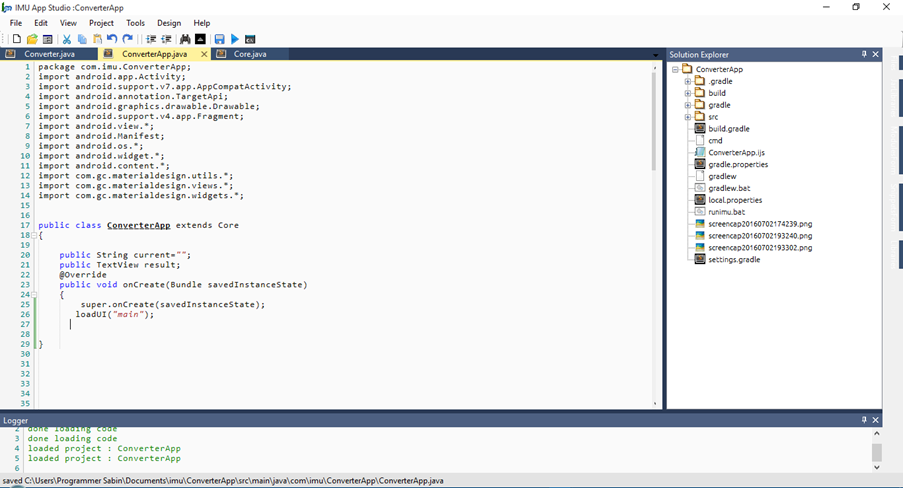 IMU App Studio :ConverterApp
File Edit View Project Tools Design Help
Converter.java ConverterApp.java Core.java
1 package com.imu.ConverterApp;
2 import android.app.Activity;
3 import android.support.v7.app.AppCompatActivity;
4 import android.annotation.TargetApi;
5 import android.graphics.drawable.Drawable;
6 import android.support.v4.app.Fragment;
7 import android.view.*;
8 import android.Manifest;
9 import android.os.*;
10 import android.widget.*;
11 import android.content.*;
12 import com.gc.materialdesign.utils.*;
13 import com.gc.materialdesign.views.*;
14 import com.gc.materialdesign.widgets.*;
15
16
17 public class ConverterApp extends Core
18 {
19
20 public String current="";
21 public TextView result;
22 @Override
23 public void onCreate(Bundle savedInstanceState)
24 {
25 super.onCreate(savedInstanceState);
26 loadUI("main");
27
28
29 }
30
31
32
33
34
35
Solution Explorer
ConverterApp
.gradle
build
gradle
src
build.gradle
cmd
ConverterApp.ijs
gradle.properties
gradlew
gradlew.bat
local.properties
runimu.bat
screencap20160702174239.png
screencap20160702193240.png
screencap20160702193302.png
settings.gradle
Logger
2 done loading code
3 done loading code
4 loaded project : ConverterApp
5 loaded project : ConverterApp
6
saved C:\Users\Programmer Sabin\Documents\imu\ConverterApp\src\main\java\com\imu\ConverterApp\ConverterApp.java